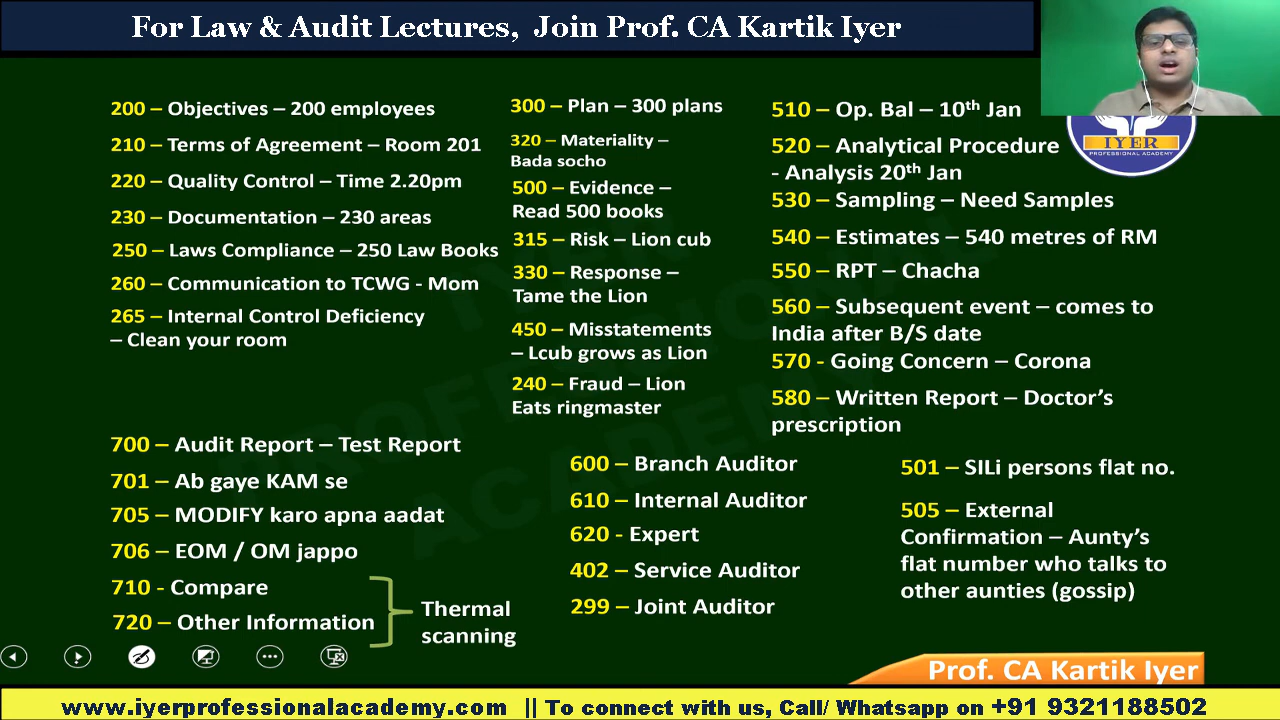 For Law & Audit Lectures, Join Prof. CA Kartik Iyer
200 – Objectives – 200 employees
210 – Terms of Agreement – Room 201
220 – Quality Control – Time 2.20pm
230 – Documentation – 230 areas
250 – Laws Compliance – 250 Law Books
260 – Communication to TCWG - Mom
265 – Internal Control Deficiency
– Clean your room
300 – Plan – 300 plans
320 – Materiality –
Bada socho
500 – Evidence –
Read 500 books
315 – Risk – Lion cub
330 – Response –
Tame the Lion
450 – Misstatements
– Lcub grows as Lion
240 – Fraud – Lion
Eats ringmaster
510 – Op. Bal – 10th Jan
520 – Analytical Procedure
- Analysis 20th Jan
530 – Sampling – Need Samples
540 – Estimates – 540 metres of RM
550 – RPT – Chacha
560 – Subsequent event – comes to
India after B/S date
570 - Going Concern – Corona
580 – Written Report – Doctor's
prescription
IYER
PROFESSIONAL ACADEMY
700 – Audit Report – Test Report
701 – Ab gaye KAM se
705 – MODIFY karo apna aadat
706 – EOM / OM jappo
710 - Compare
720 – Other Information
Thermal
scanning
600 – Branch Auditor
610 – Internal Auditor
620 - Expert
402 – Service Auditor
299 – Joint Auditor
501 – SILi persons flat no.
505 – External
Confirmation – Aunty's
flat number who talks to
other aunties (gossip)
IYER
PROFESSIONAL
ACADEMY
Prof. CA Kartik Iyer
www.iyerprofessionalacademy.com || To connect with us, Call/ Whatsapp on +91 9321188502